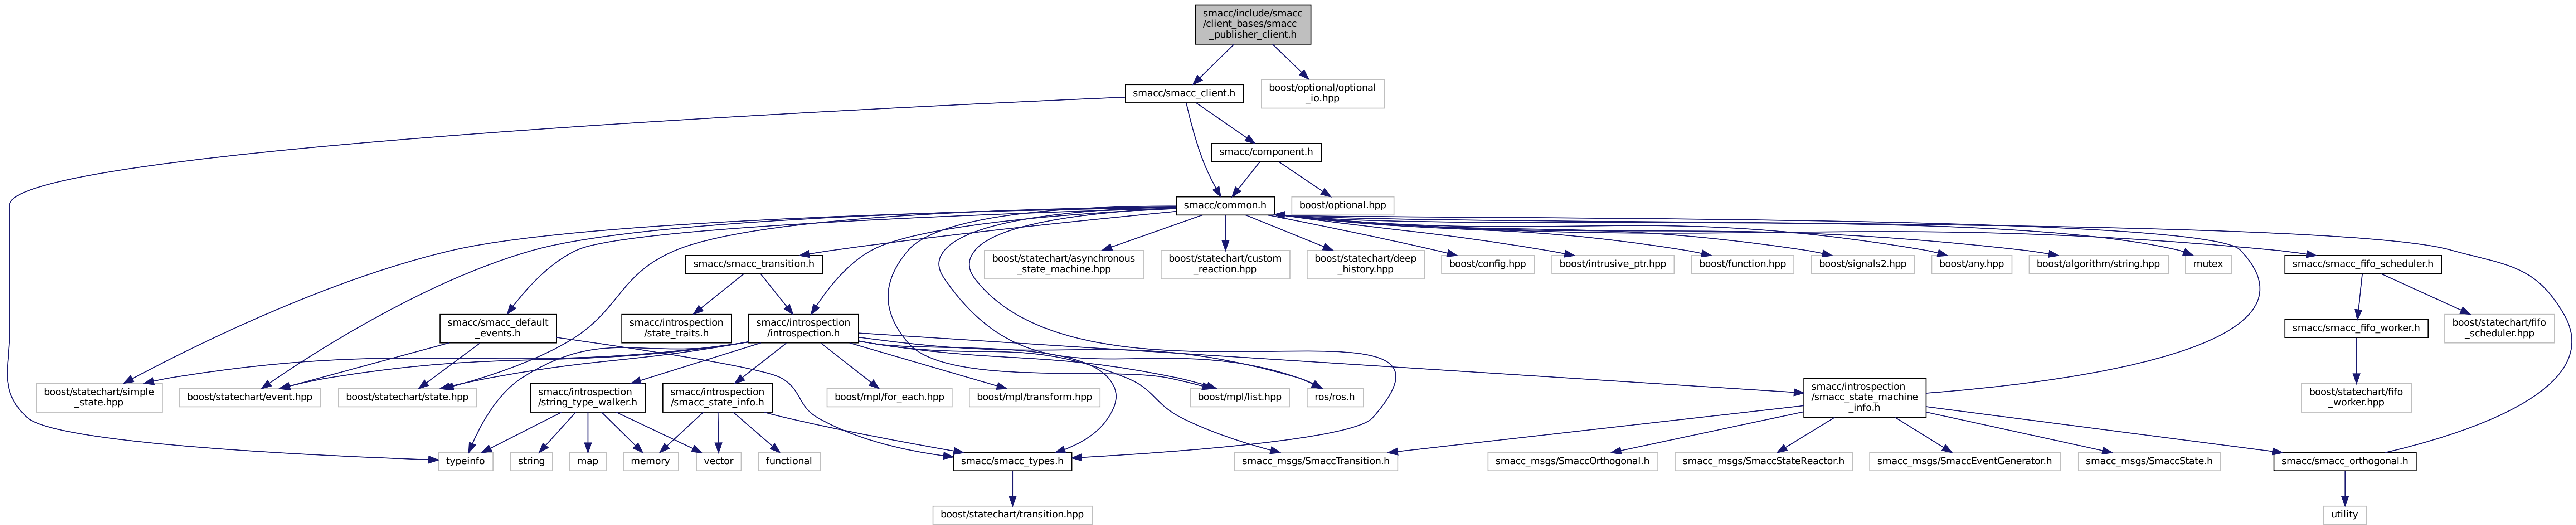 smacc/include/smacc
/client_bases/smacc
_publisher_client.h
smacc/smacc_client.h
boost/optional/optional
_io.hpp
smacc/component.h
smacc/common.h
boost/optional.hpp
smacc/smacc_transition.h
boost/statechart/asynchronous
_state_machine.hpp
boost/statechart/custom
_reaction.hpp
boost/statechart/deep
_history.hpp
boost/config.hpp
boost/intrusive_ptr.hpp
boost/function.hpp
boost/signals2.hpp
boost/any.hpp
boost/algorithm/string.hpp
mutex
smacc/smacc_fifo_scheduler.h
smacc/smacc_default
_events.h
smacc/introspection
/state_traits.h
smacc/introspection
/introspection.h
smacc/smacc_fifo_worker.h
boost/statechart/fifo
_scheduler.hpp
boost/statechart/simple
_state.hpp
boost/statechart/event.hpp
boost/statechart/state.hpp
smacc/introspection
/string_type_walker.h
smacc/introspection
/smacc_state_info.h
boost/mpl/for_each.hpp
boost/mpl/transform.hpp
boost/mpl/list.hpp
ros/ros.h
smacc/introspection
/smacc_state_machine
_info.h
boost/statechart/fifo
_worker.hpp
typeinfo
string
map
memory
vector
functional
smacc/smacc_types.h
smacc_msgs/SmaccTransition.h
smacc_msgs/SmaccOrthogonal.h
smacc_msgs/SmaccStateReactor.h
smacc_msgs/SmaccEventGenerator.h
smacc_msgs/SmaccState.h
smacc/smacc_orthogonal.h
boost/statechart/transition.hpp
utility